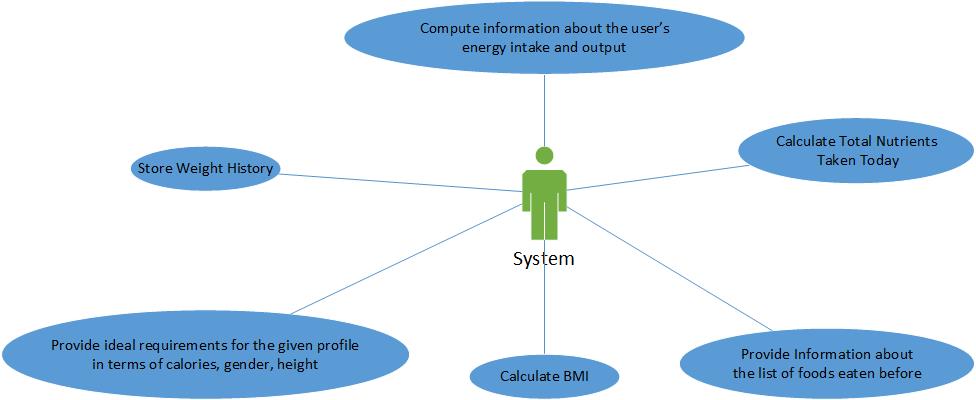 Compute information about the user's
energy intake and output
Calculate Total Nutrients
Taken Today
Store Weight History
System
Provide ideal requirements for the given profile
in terms of calories, gender, height
Calculate BMI
Provide Information about
the list of foods eaten before